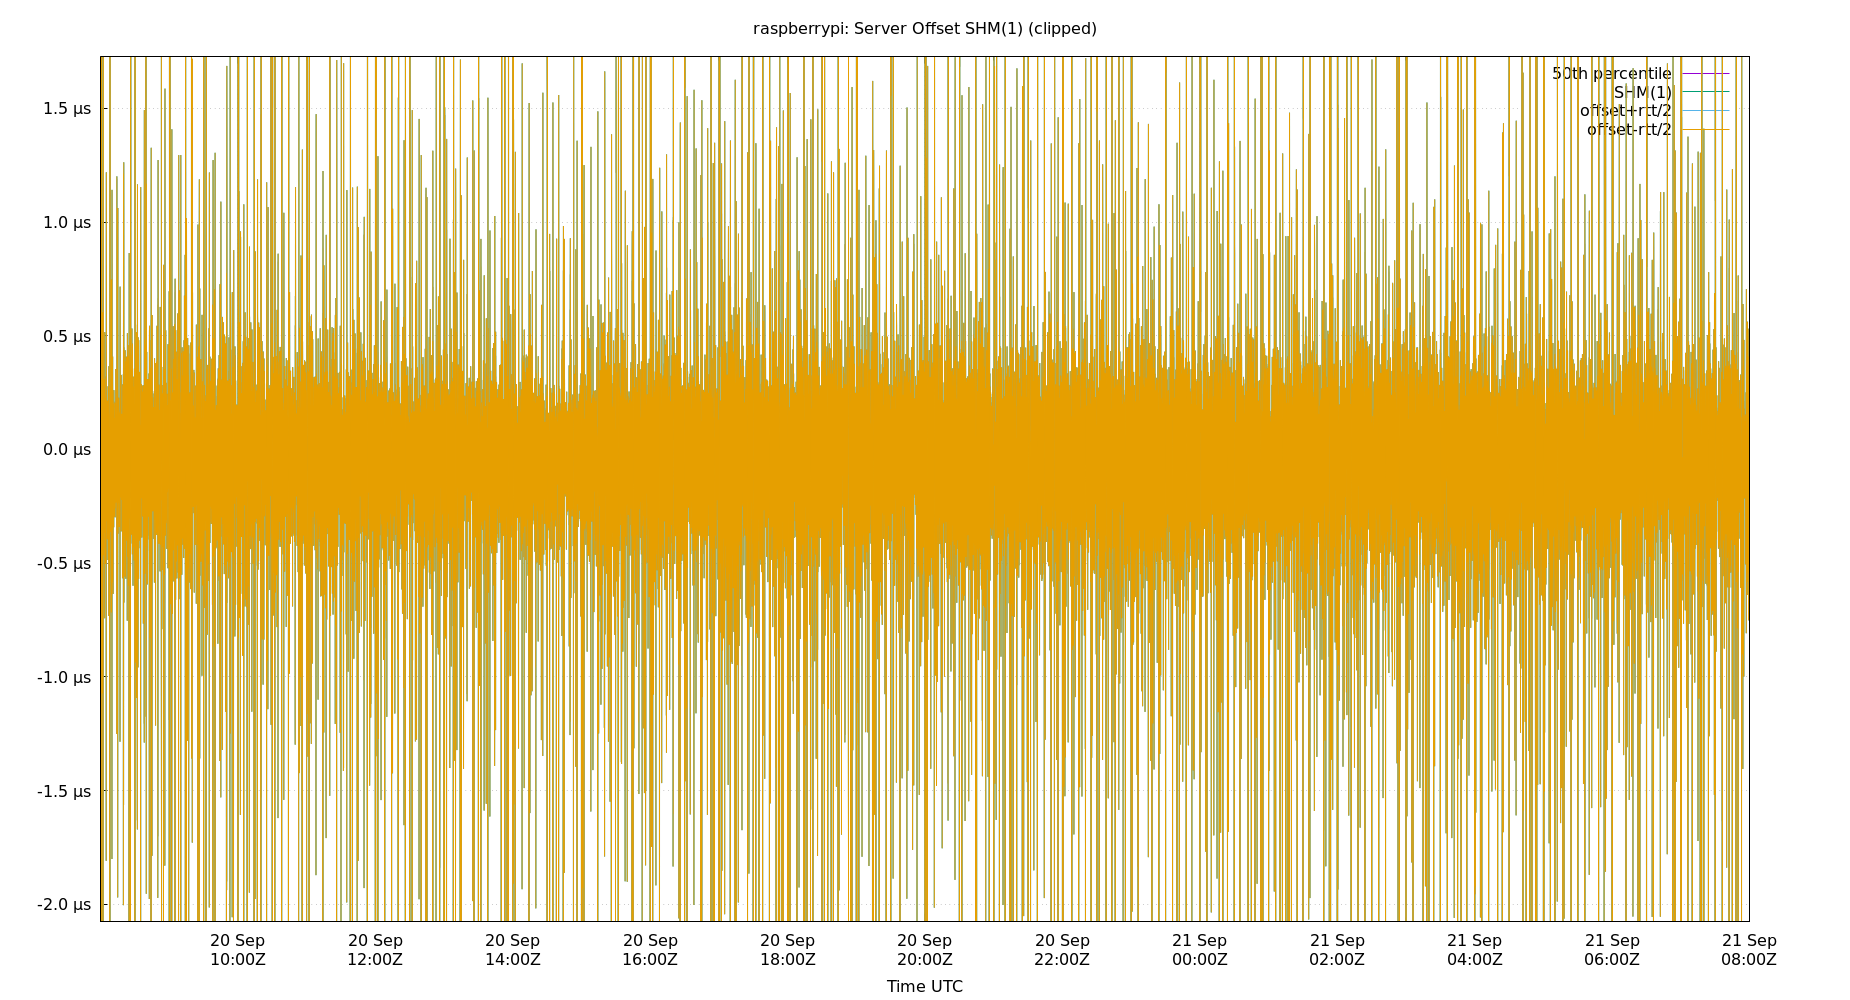 raspberrypi: Server Offset SHM(1) (clipped)
50th percentile
SHM(1)
offset+rtt/2
offset-rtt/2
1.5 µs
1.0 µs
0.5 µs
0.0 µs
-0.5 µs
-1.0 µs
-1.5 µs
-2.0 µs
20 Sep 20 Sep 20 Sep 20 Sep 20 Sep 20 Sep 20 Sep 21 Sep 21 Sep 21 Sep 21 Sep 21 Sep
10:00Z 12:00Z 14:00Z 16:00Z 18:00Z 20:00Z 22:00Z 00:00Z 02:00Z 04:00Z 06:00Z 08:00Z
Time UTC